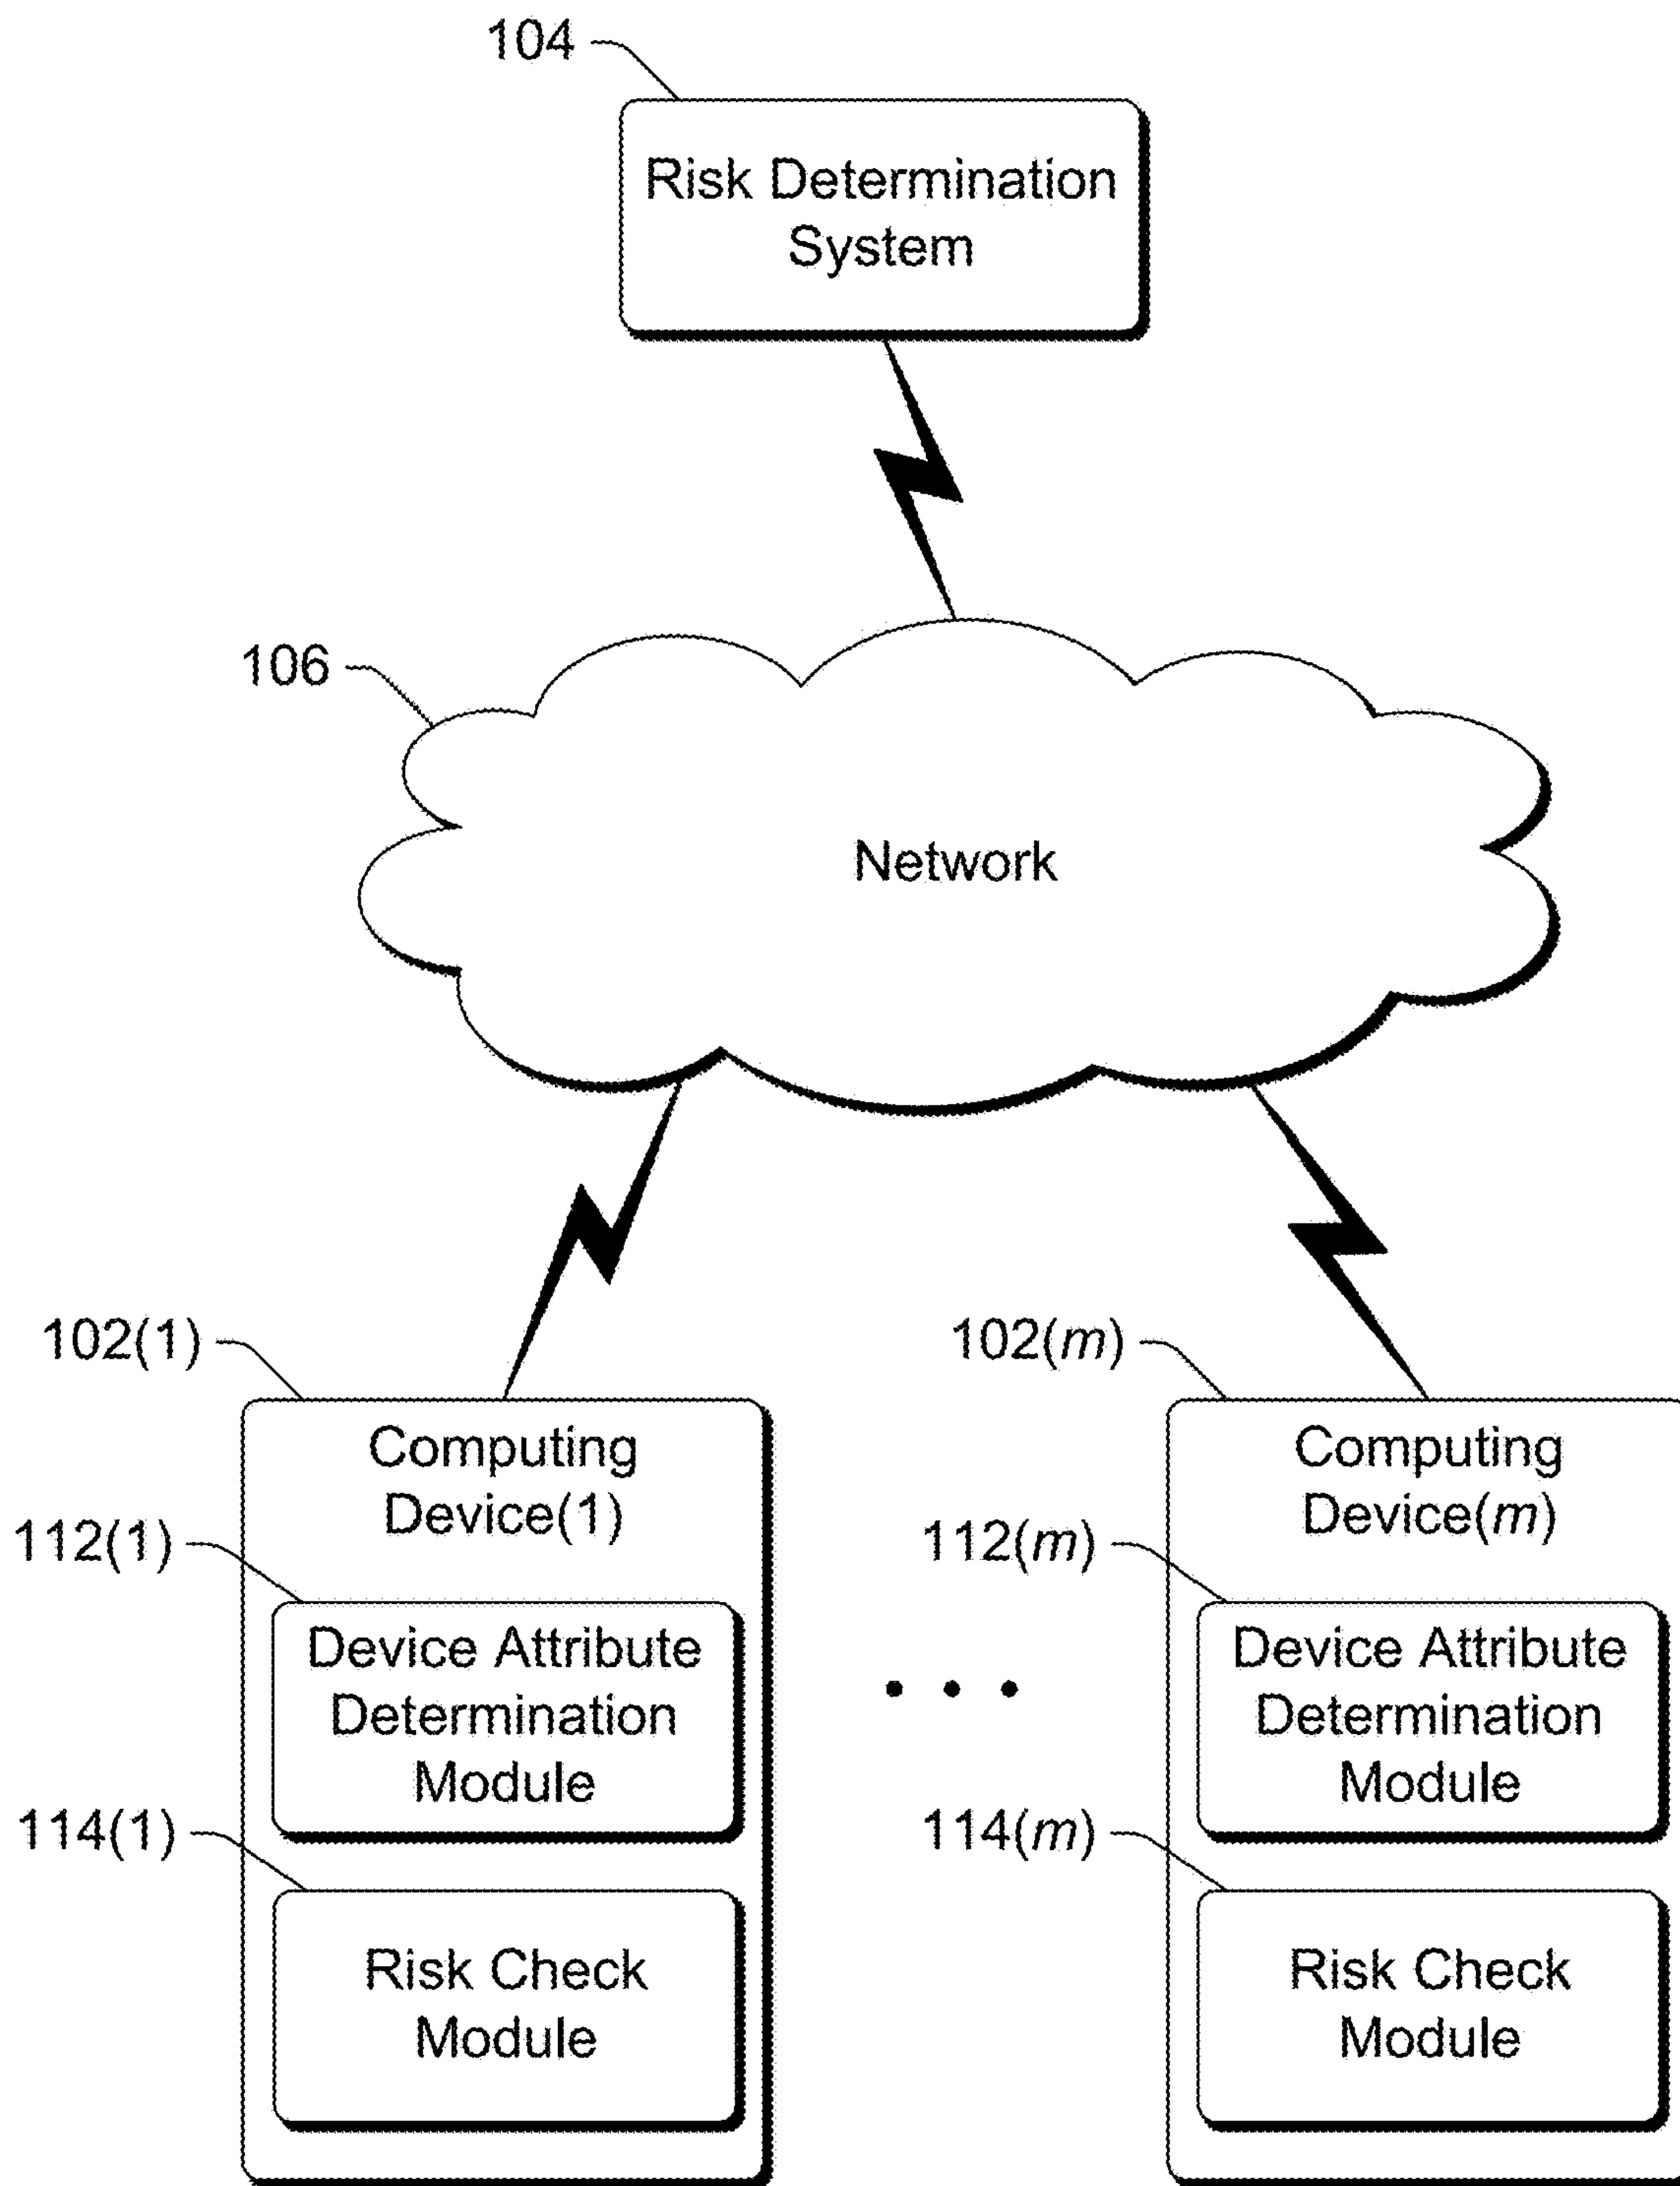 104
Risk Determination
System
106
Network
102(1)
Computing
Device(1)
112(1)
Device Attribute
Determination
Module
114(1)
Risk Check
Module
102(m)
Computing
Device(m)
112(m)
Device Attribute
Determination
Module
114(m)
Risk Check
Module